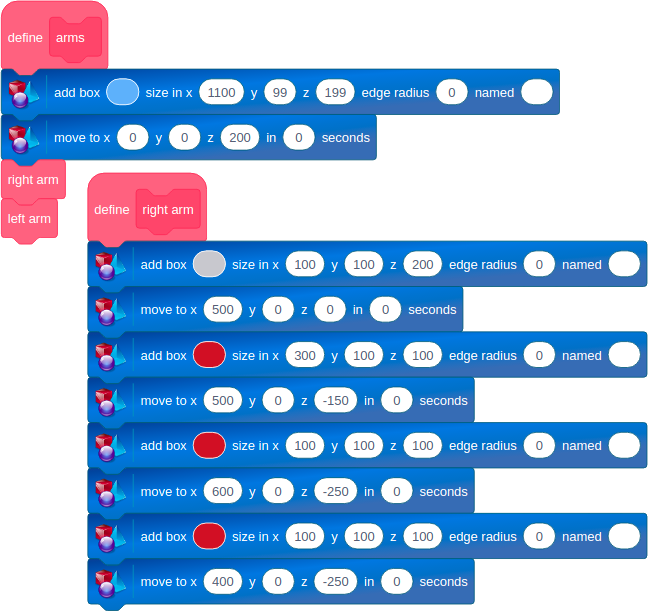 define arms
add box size in x 1100 y 99 z 199 edge radius 0 named
move to x 0 y 0 z 200 in 0 seconds
right arm
left arm
define right arm
add box size in x 100 y 100 z 200 edge radius 0 named
move to x 500 y 0 z 0 in 0 seconds
add box size in x 300 y 100 z 100 edge radius 0 named
move to x 500 y 0 z -150 in 0 seconds
add box size in x 100 y 100 z 100 edge radius 0 named
move to x 600 y 0 z -250 in 0 seconds
add box size in x 100 y 100 z 100 edge radius 0 named
move to x 400 y 0 z -250 in 0 seconds